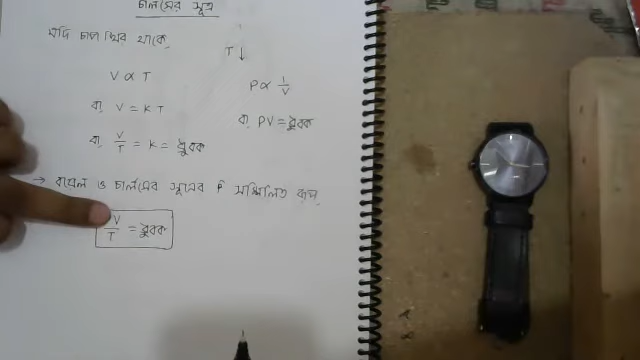 চার্লসের সূত্র
যদি চাপ স্থির থাকে,
V ∝ T
বা, V = KT
বা, V/T = K = ধ্রুবক
T ↓
P ∝ 1/V
বা PV = ধ্রুবক
→ বয়েল ও চার্লসের সূত্রের সম্মিলিত রূপ,
V/T = ধ্রুবক